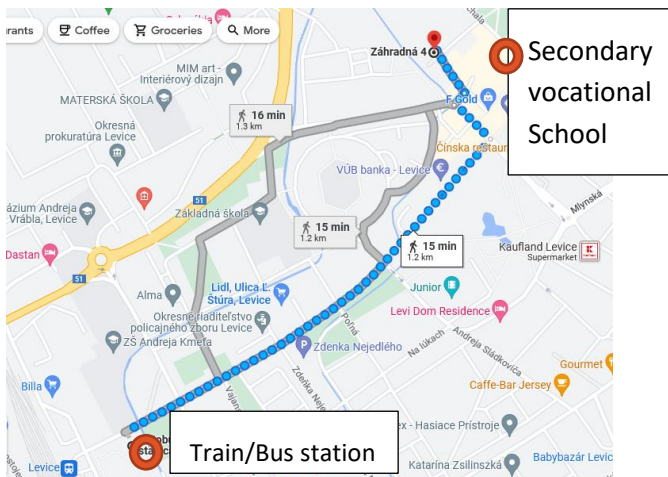 Coffee
Groceries
More
Záhradná 4
Secondary
vocational
School
MIM art -
Interiérový dizajn
MATERSKÁ ŠKOLA
F Gold
16 min
1.3 km
Okresná
prokuratúra Levice
Čínska
VÚB banka - Levice
Mlynská
Andreja
Vrábla, Levice
51
Základná škola
15 min
1.2 km
15 min
1.2 km
Kaufland Levice
Supermarket
Dastan
51
Alma
Lidl, Ulica Ľ.
Štúra, Levice
Junior
Levi Dom Residence
Okresné riaditeľstvo
policajného zboru Levice
Poľná
Na lúkach
Andreja Sládkoviča
ZŠ Andreja Kmeťa
Zdenka Nejedlého
Gourmet
Billa
Caffe-Bar Jersey
Train/Bus station
Hasiace Prístroje
Babybazár
Levice
Katarína Zsilinszká